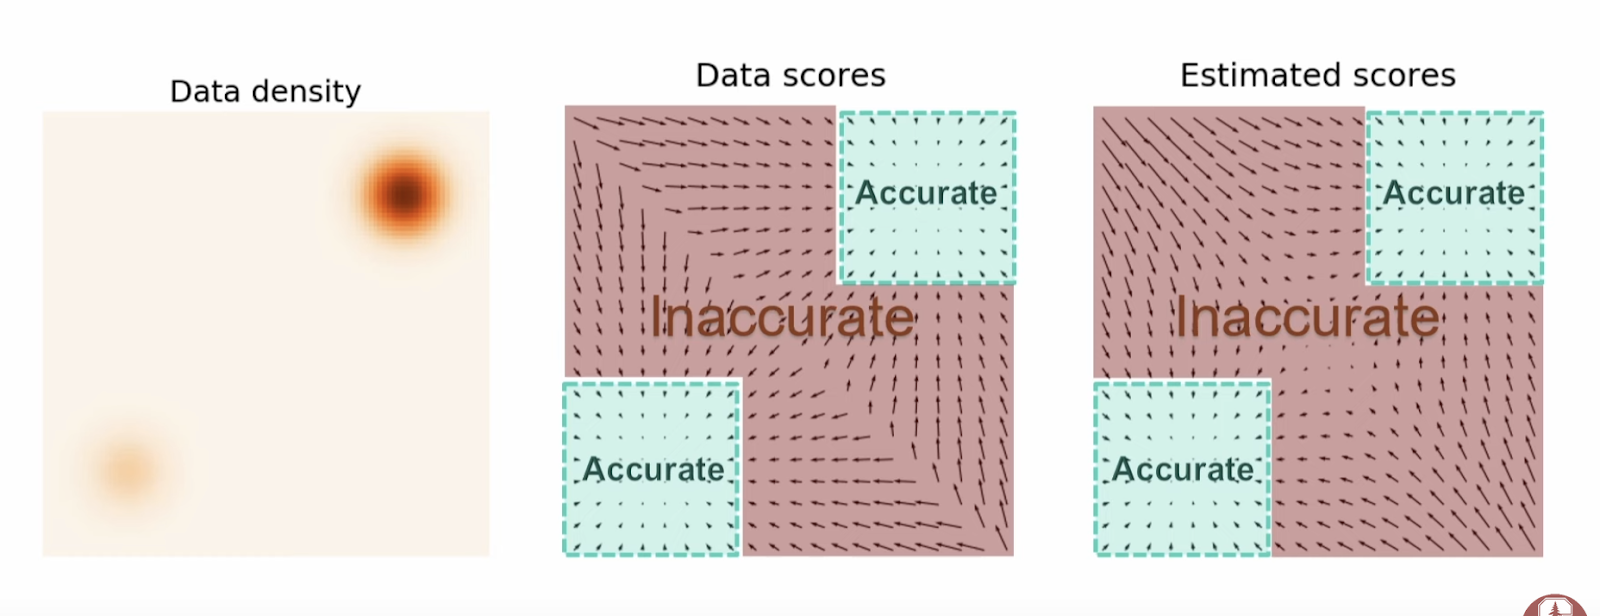 Data density
Data scores
Estimated scores
Accurate
Accurate
Inaccurate
Inaccurate
Accurate
Accurate